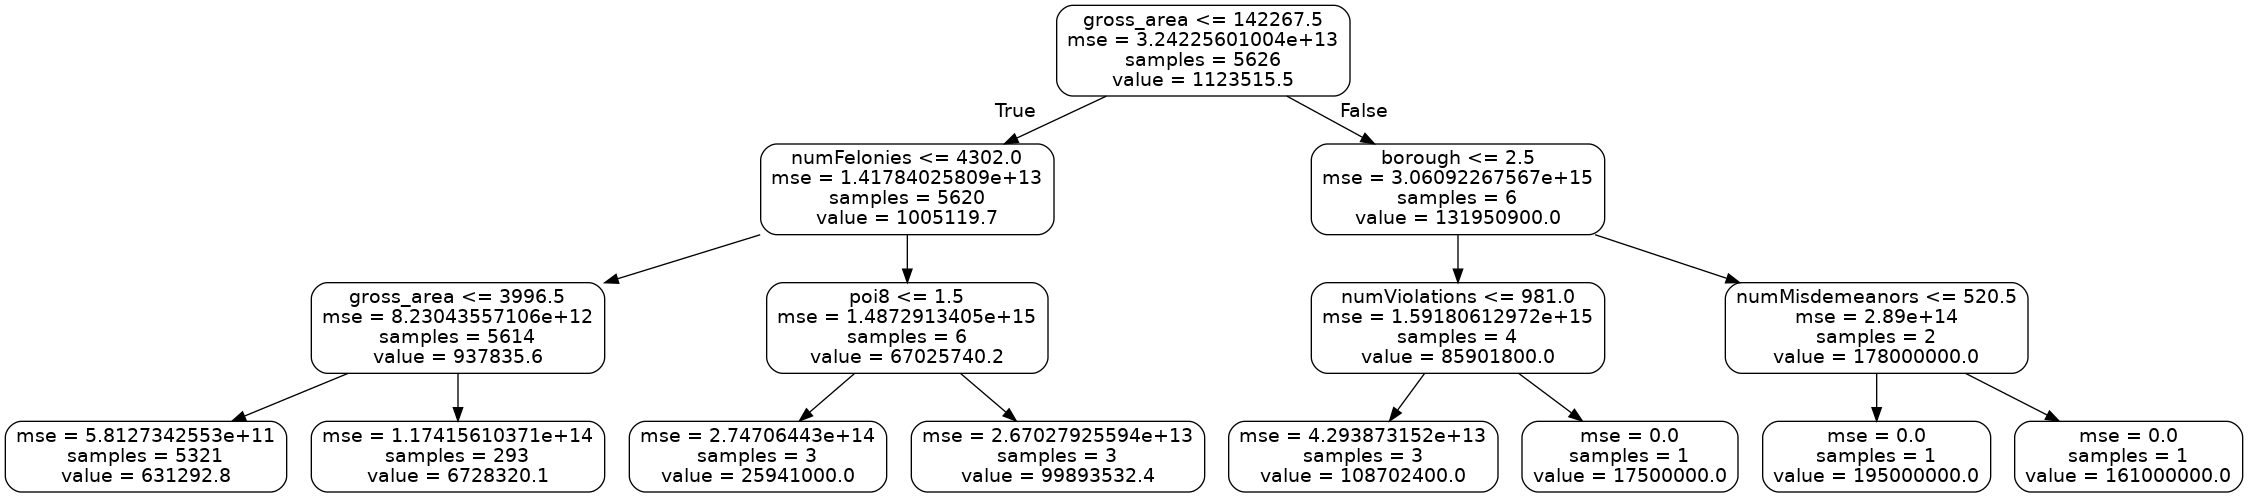 gross_area <= 142267.5
mse = 3.24225601004e+13
samples = 5626
value = 1123515.5
True
False
numFelonies <= 4302.0
mse = 1.41784025809e+13
samples = 5620
value = 1005119.7
borough <= 2.5
mse = 3.06092267567e+15
samples = 6
value = 131950900.0
gross_area <= 3996.5
mse = 8.23043557106e+12
samples = 5614
value = 937835.6
poi8 <= 1.5
mse = 1.4872913405e+15
samples = 6
value = 67025740.2
numViolations <= 981.0
mse = 1.59180612972e+15
samples = 4
value = 85901800.0
numMisdemeanors <= 520.5
mse = 2.89e+14
samples = 2
value = 178000000.0
mse = 5.8127342553e+11
samples = 5321
value = 631292.8
mse = 1.17415610371e+14
samples = 293
value = 6728320.1
mse = 2.74706443e+14
samples = 3
value = 25941000.0
mse = 2.67027925594e+13
samples = 3
value = 99893532.4
mse = 4.293873152e+13
samples = 3
value = 108702400.0
mse = 0.0
samples = 1
value = 17500000.0
mse = 0.0
samples = 1
value = 195000000.0
mse = 0.0
samples = 1
value = 161000000.0